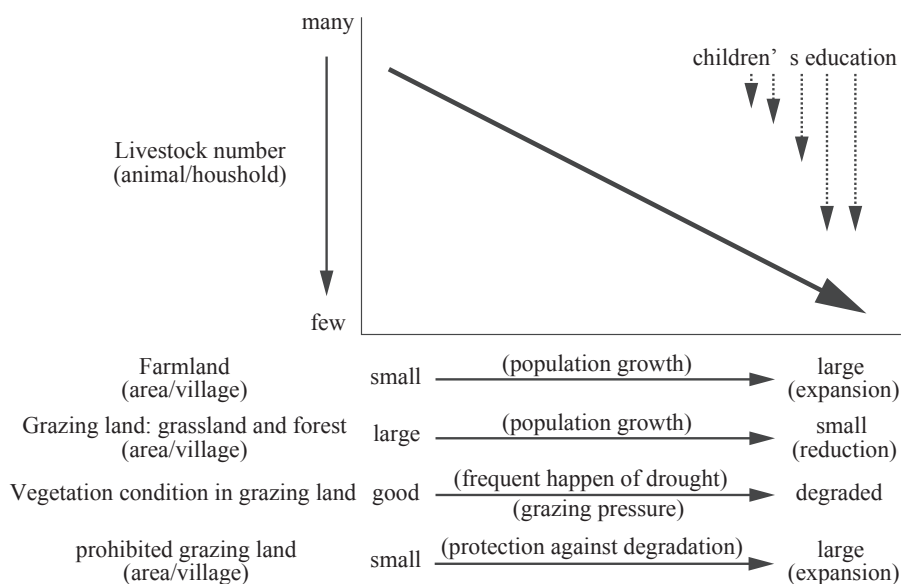 many
children’ s education
Livestock number
(animal/houshold)
few
Farmland
(area/village)
small
(population growth)
large
(expansion)
Grazing land: grassland and forest
(area/village)
large
(population growth)
small
(reduction)
Vegetation condition in grazing land
good
(frequent happen of drought)
(grazing pressure)
degraded
prohibited grazing land
(area/village)
small
(protection against degradation)
large
(expansion)